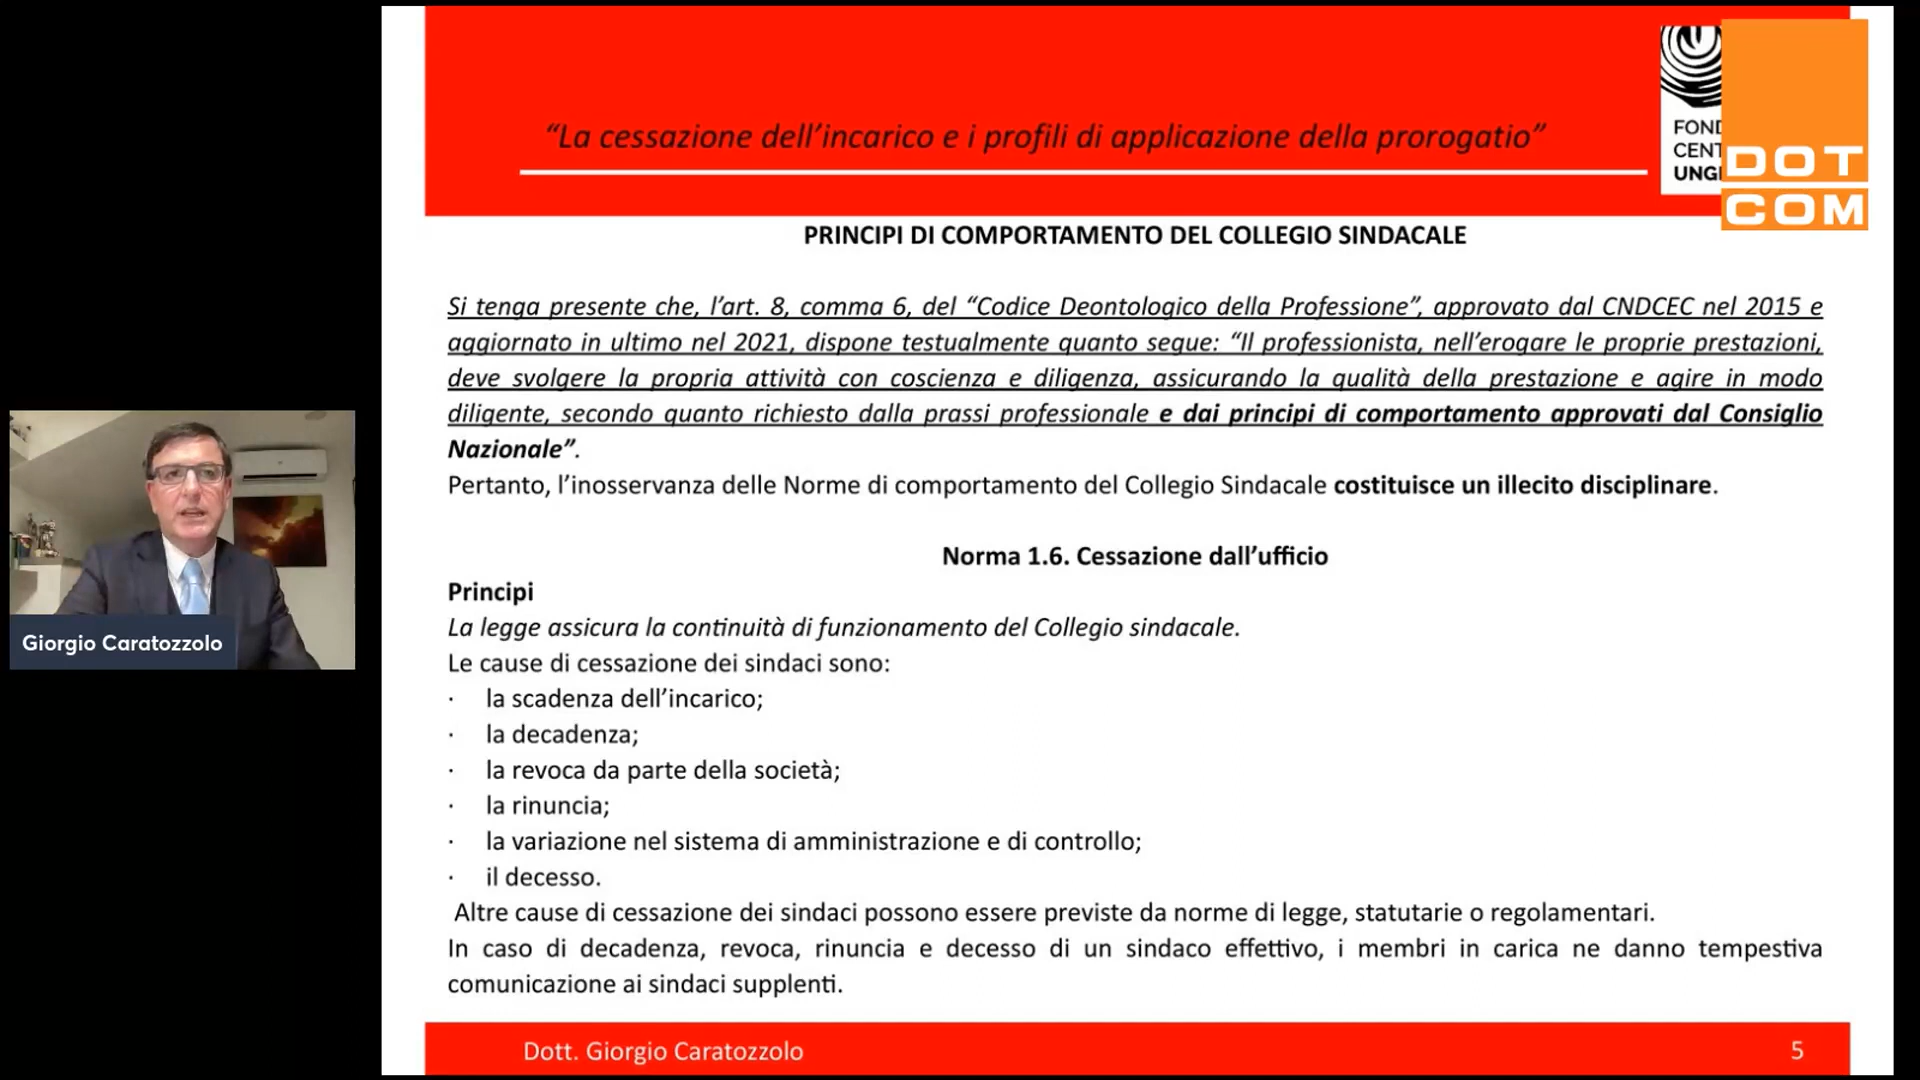 “La cessazione dell’incarico e i profili di applicazione della prorogatio”
DOT
COM
PRINCIPI DI COMPORTAMENTO DEL COLLEGIO SINDACALE
Si tenga presente che, l’art. 8, comma 6, del “Codice Deontologico della Professione”, approvato dal CNDCEC nel 2015 e
aggiornato in ultimo nel 2021, dispone testualmente quanto segue: “Il professionista, nell’erogare le proprie prestazioni,
deve svolgere la propria attività con coscienza e diligenza, assicurando la qualità della prestazione e agire in modo
diligente, secondo quanto richiesto dalla prassi professionale e dai principi di comportamento approvati dal Consiglio
Nazionale”.
Pertanto, l’inosservanza delle Norme di comportamento del Collegio Sindacale costituisce un illecito disciplinare.
Norma 1.6. Cessazione dall’ufficio
Principi
La legge assicura la continuità di funzionamento del Collegio sindacale.
Le cause di cessazione dei sindaci sono:
· la scadenza dell’incarico;
· la decadenza;
· la revoca da parte della società;
· la rinuncia;
· la variazione nel sistema di amministrazione e di controllo;
· il decesso.
Altre cause di cessazione dei sindaci possono essere previste da norme di legge, statutarie o regolamentari.
In caso di decadenza, revoca, rinuncia e decesso di un sindaco effettivo, i membri in carica ne danno tempestiva
comunicazione ai sindaci supplenti.
Giorgio Caratozzolo
Dott. Giorgio Caratozzolo
5